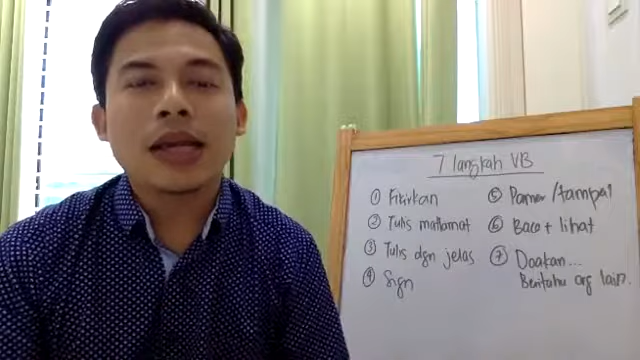 7 langkah VB
① Fikirkan
② Tulis matlamat
③ Tulis dgn jelas
④ Sign
⑤ Pamer /tampal
⑥ Baca + lihat
⑦ Doakan...
Beritahu org lain.